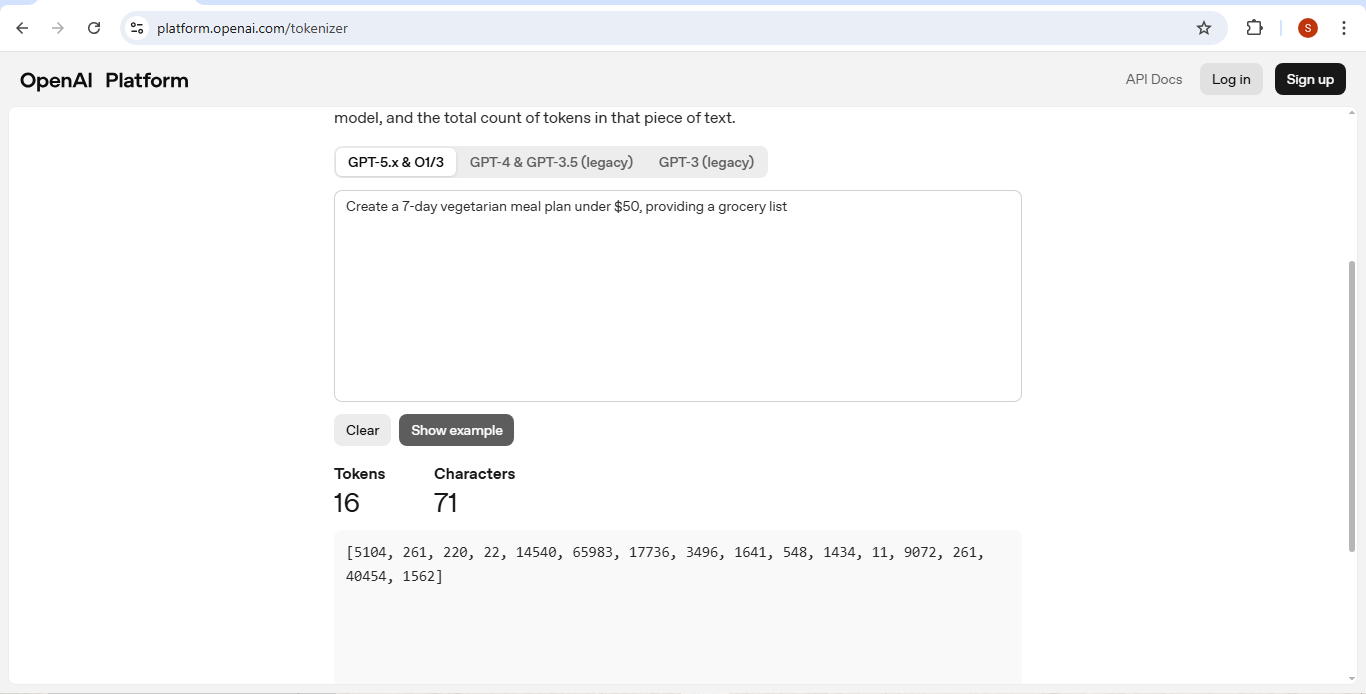 platform.openai.com/tokenizer
S
OpenAI Platform
API Docs
Log in
Sign up
model, and the total count of tokens in that piece of text.
GPT-5.x & O1/3
GPT-4 & GPT-3.5 (legacy)
GPT-3 (legacy)
Create a 7-day vegetarian meal plan under $50, providing a grocery list
Clear
Show example
Tokens
Characters
16
71
[5104, 261, 220, 22, 14540, 65983, 17736, 3496, 1641, 548, 1434, 11, 9072, 261,
40454, 1562]